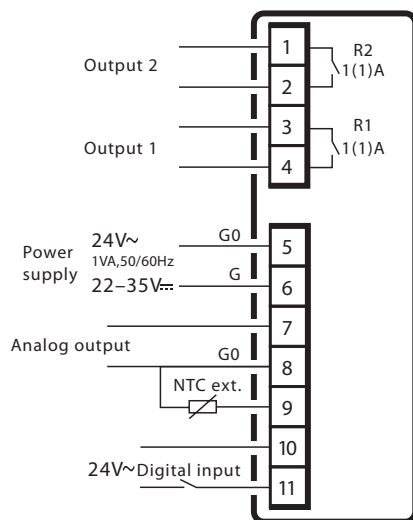 1
R2
Output 2
1(1)A
2
3
R1
Output 1
1(1)A
4
G0
24V~
5
Power
supply
1VA,50/60Hz
G
22–35V⎓
6
7
Analog output
G0
8
NTC ext.
9
10
24V~Digital input
11